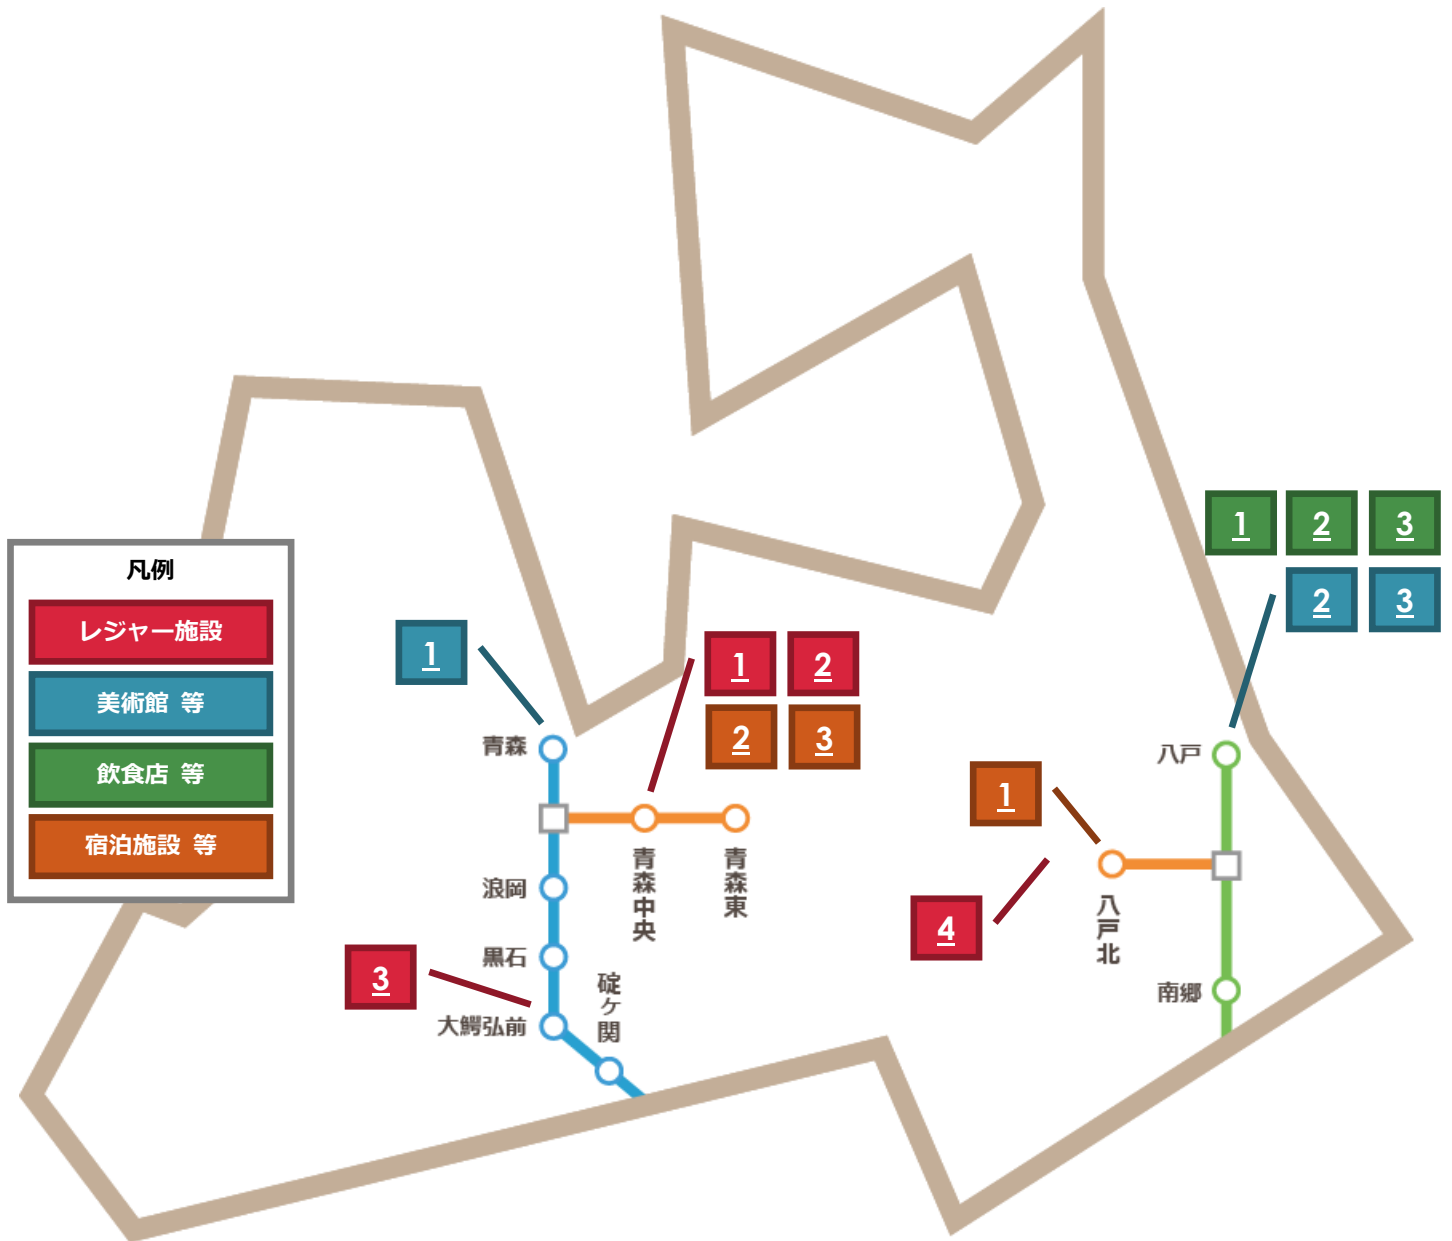 1 2 3
凡例
2 3
レジャー施設
1
1 2
美術館 等
2 3
青森
八戸
飲食店 等
1
宿泊施設 等
青森中央
青森東
浪岡
八戸北
4
黒石
3
碇ヶ関
南郷
大鰐弘前